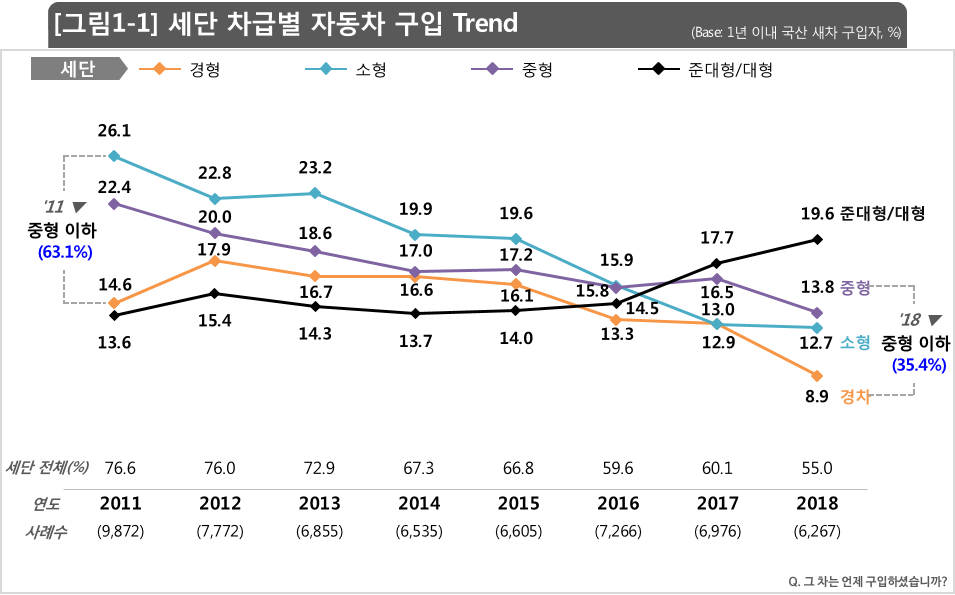 [그림1-1] 세단 차급별 자동차 구입 Trend
(Base: 1년 이내 국산 새차 구입자, %)
세단 경형 소형 중형 준대형/대형
26.1 22.8 23.2 19.9 19.6 15.9 13.0 12.7
22.4 20.0 18.6 17.0 17.2 15.8 16.5 13.8
14.6 17.9 16.7 16.6 16.1 13.3 12.9 8.9
13.6 15.4 14.3 13.7 14.0 14.5 17.7 19.6
준대형/대형
중형
소형
경차
'11 ▼
중형 이하
(63.1%)
'18 ▼
중형 이하
(35.4%)
세단 전체(%) 76.6 76.0 72.9 67.3 66.8 59.6 60.1 55.0
연도 2011 2012 2013 2014 2015 2016 2017 2018
사례수 (9,872) (7,772) (6,855) (6,535) (6,605) (7,266) (6,976) (6,267)
Q. 그 차는 언제 구입하셨습니까?